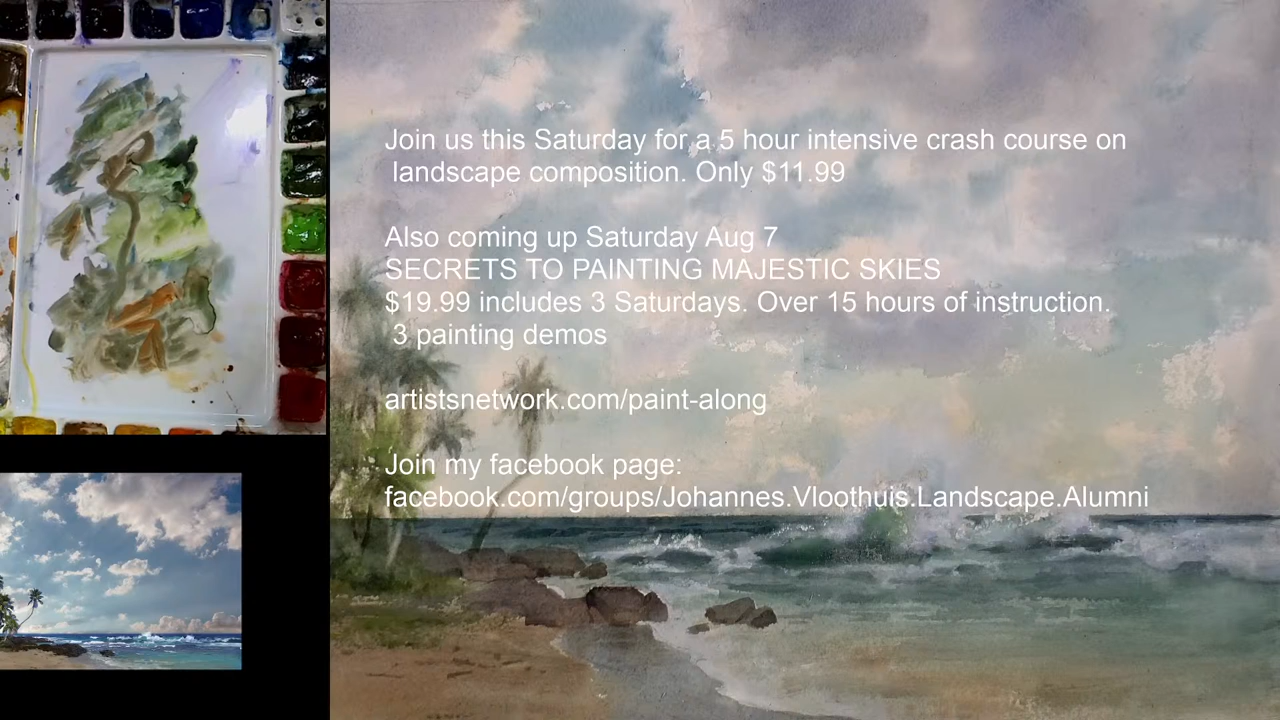 Join us this Saturday for a 5 hour intensive crash course on
landscape composition. Only $11.99
Also coming up Saturday Aug 7
SECRETS TO PAINTING MAJESTIC SKIES
$19.99 includes 3 Saturdays. Over 15 hours of instruction.
3 painting demos
artistsnetwork.com/paint-along
Join my facebook page:
facebook.com/groups/Johannes.Vloothuis.Landscape.Alumni